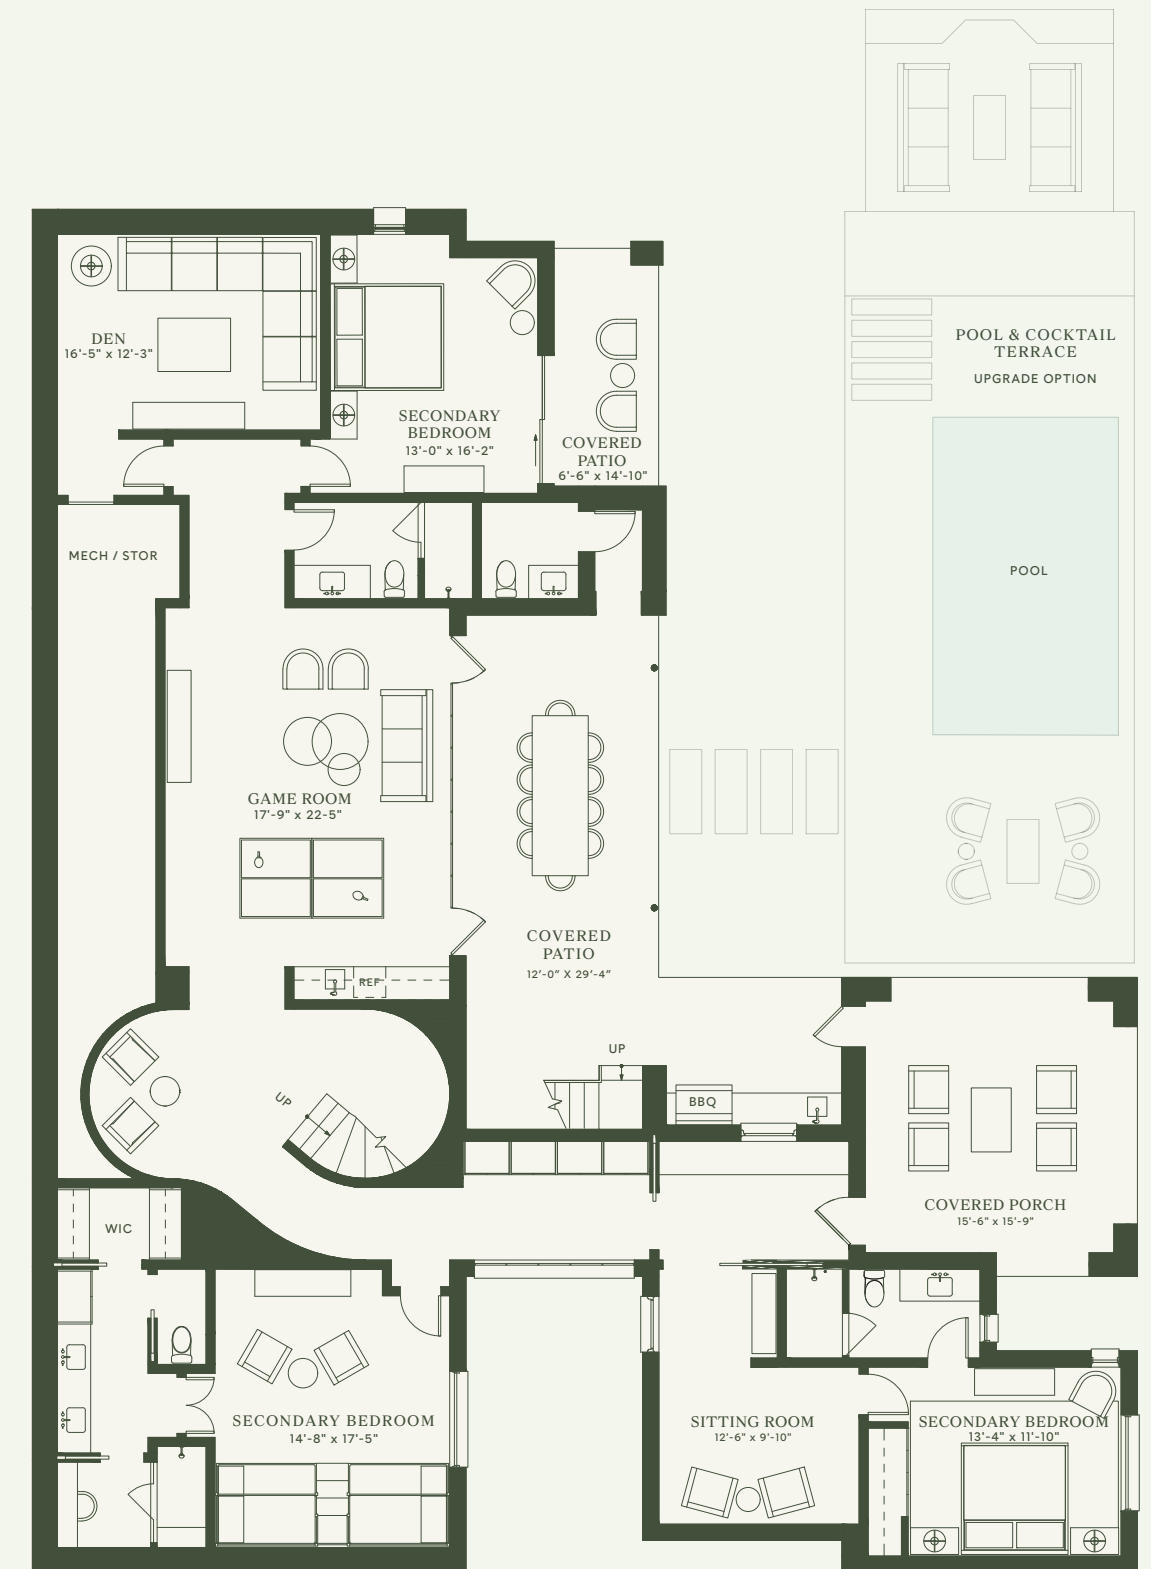 POOL & COCKTAIL
TERRACE
UPGRADE OPTION
DEN
16'-5" x 12'-3"
SECONDARY
BEDROOM
13'-0" x 16'-2"
COVERED
PATIO
6'-6" x 14'-10"
MECH / STOR
POOL
GAME ROOM
17'-9" x 22-5"
COVERED
PATIO
12'-0" X 29'-4"
REF
UP
UP
BBQ
COVERED PORCH
15'-6" x 15'-9"
WIC
SECONDARY BEDROOM
14'-8" x 17'-5"
SITTING ROOM
12'-6" x 9'-10"
SECONDARY BEDROOM
13'-4" x 11'-10"